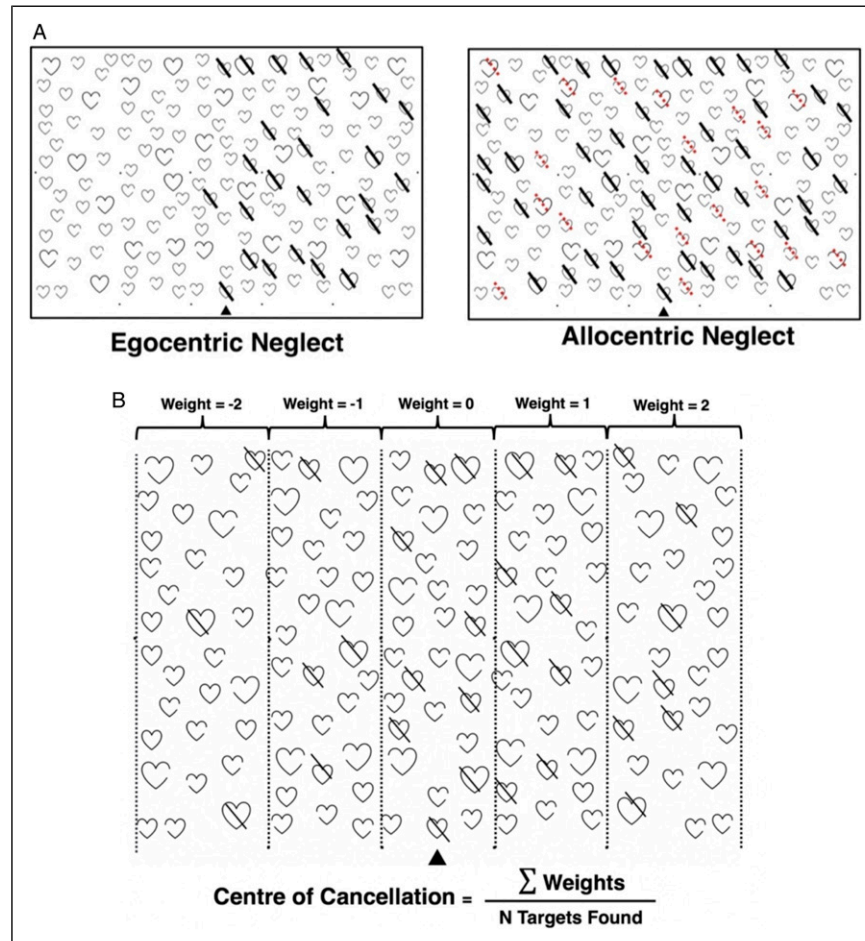 A
Egocentric Neglect Allocentric Neglect
B Weight = -2 Weight = -1 Weight = 0 Weight = 1 Weight = 2
Centre of Cancellation = ∑ Weights
N Targets Found